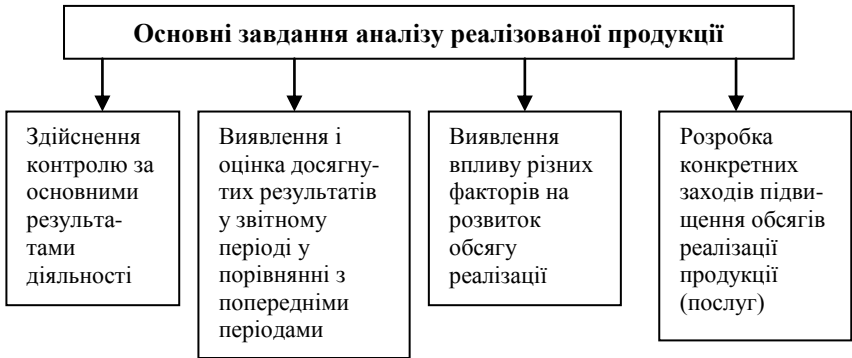 Основні завдання аналізу реалізованої продукції
Здійснення
контролю за
основними
результа-
тами
діяльності
Виявлення і
оцінка досягну-
тих результатів
у звітному
періоді у
порівнянні з
попередніми
періодами
Виявлення
впливу різних
факторів на
розвиток
обсягу
реалізації
Розробка
конкретних
заходів підви-
щення обсягів
реалізації
продукції
(послуг)